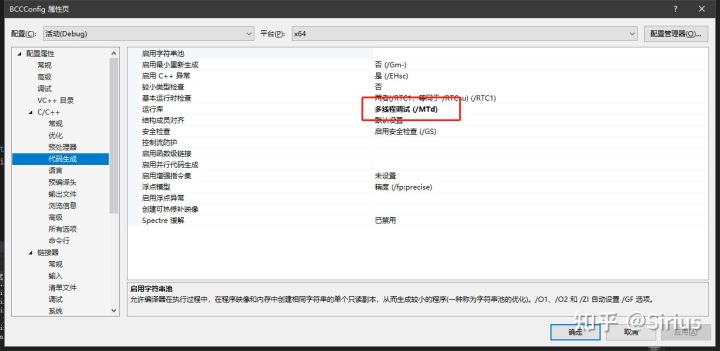 BCCConfig 属性页
配置(C): 活动(Debug) 平台(P): x64 配置管理器(O)...
配置属性
常规
高级
调试
VC++ 目录
C/C++
常规
优化
预处理器
代码生成
语言
预编译头
输出文件
浏览信息
高级
所有选项
命令行
链接器
常规
输入
清单文件
调试
系统
启用字符串池
启用最小重新生成 否 (/Gm-)
启用 C++ 异常 是 (/EHsc)
较小类型检查 否
基本运行时检查 两者(/RTC1，等同于 /RTCsu) (/RTC1)
运行库 多线程调试 (/MTd)
结构成员对齐 默认设置
安全检查 启用安全检查 (/GS)
控制流防护
启用函数级链接
启用并行代码生成
启用增强指令集 未设置
浮点模型 精度 (/fp:precise)
启用浮点异常
创建可热修补映像
Spectre 缓解 已禁用
启用字符串池
允许编译器在执行过程中，在程序映像和内存中创建相同字符串的单个只读副本，从而生成较小的程序(一种称为字符串池的优化)。/O1、/O2 和 /ZI 自动设置 /GF 选项。
确定 取消 应用(A)
知乎 @Sirius